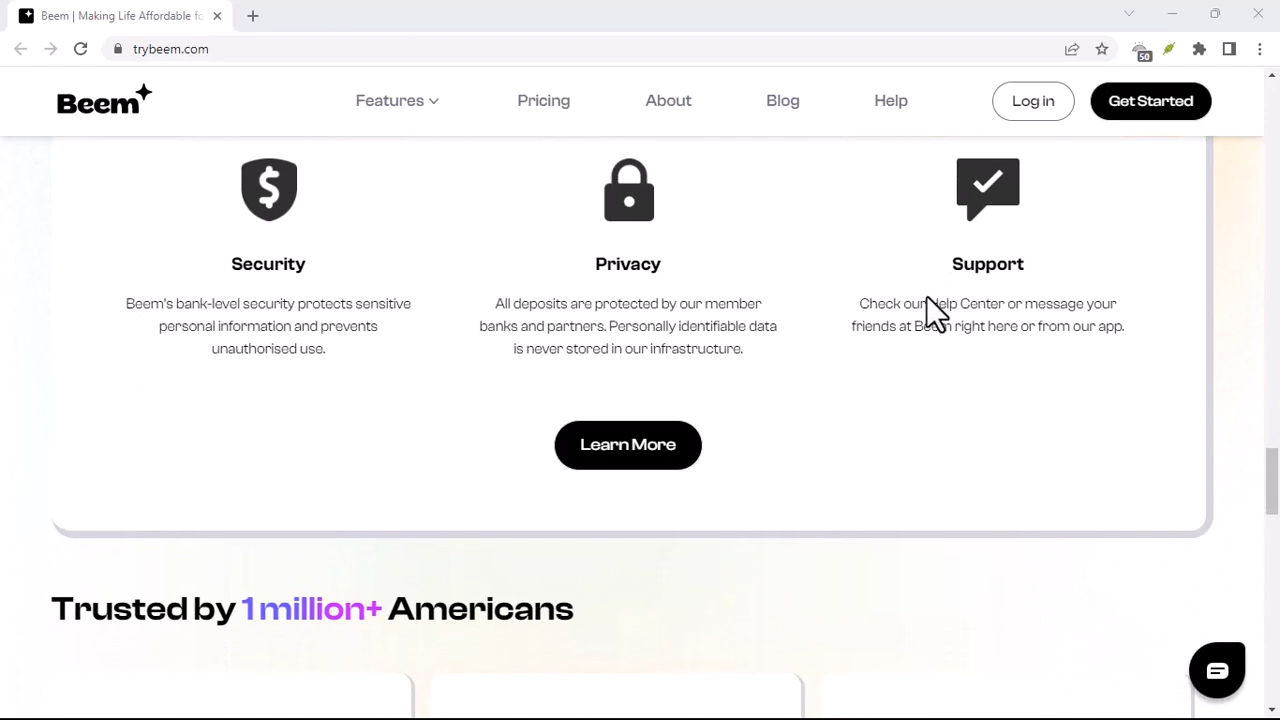 Beem | Making Life Affordable fo
trybeem.com
50
Beem
Features
Pricing
About
Blog
Help
Log in
Get Started
Security
Privacy
Support
Beem's bank-level security protects sensitive
personal information and prevents
unauthorised use.
All deposits are protected by our member
banks and partners. Personally identifiable data
is never stored in our infrastructure.
Check our Help Center or message your
friends at Beem right here or from our app.
Learn More
Trusted by 1 million+ Americans